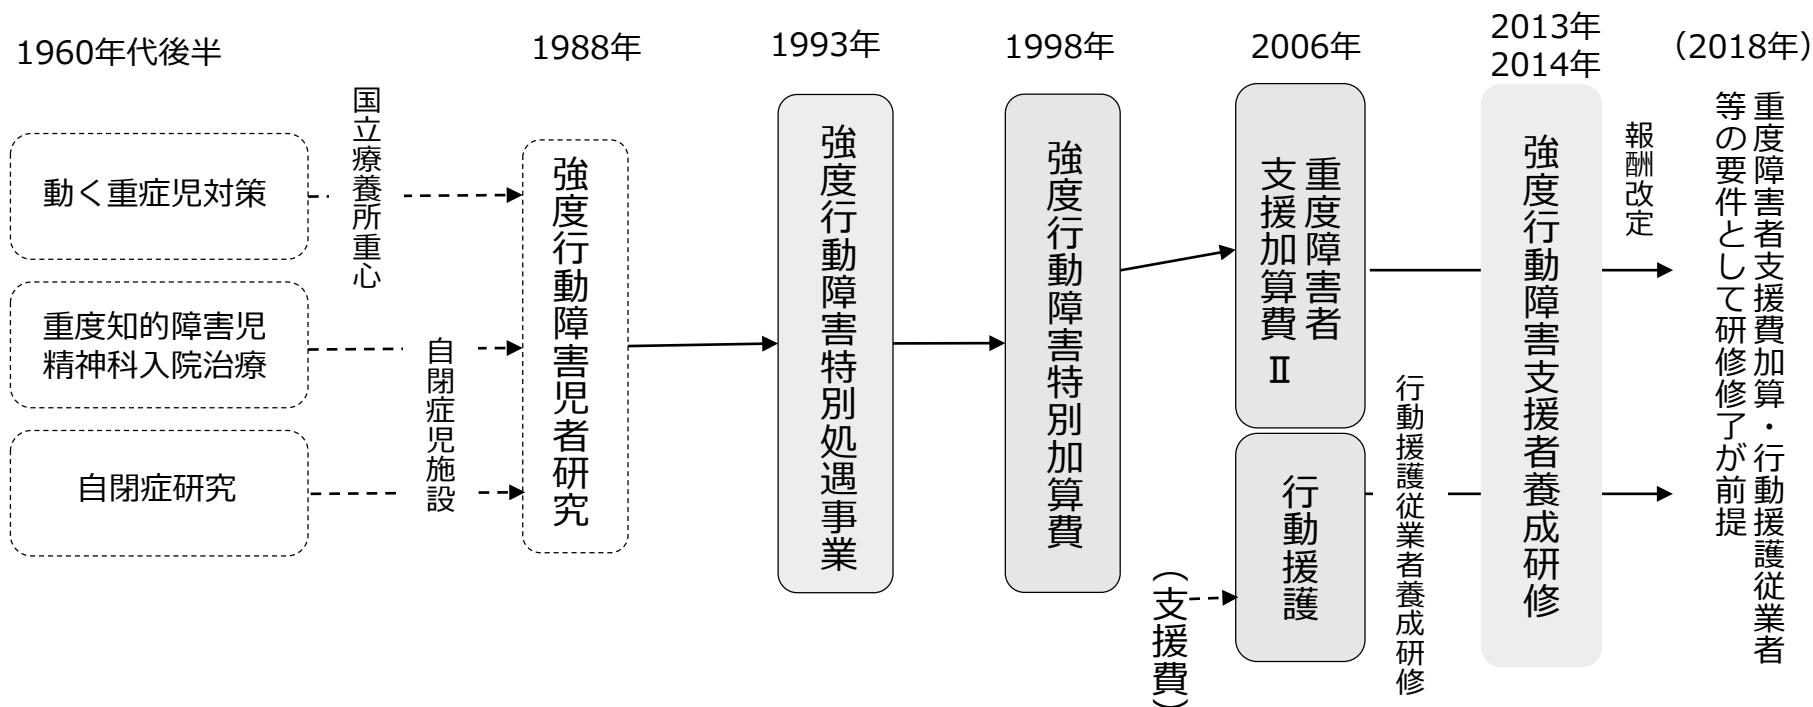 1960年代後半
動く重症児対策
重度知的障害児
精神科入院治療
自閉症研究
国立療養所重心
自閉症児施設
1988年
強度行動障害児者研究
1993年
強度行動障害特別処遇事業
1998年
強度行動障害特別加算費
2006年
重度障害者
支援加算費Ⅱ
行動援護
(支援費)
行動援護従業者養成研修
2013年
2014年
強度行動障害支援者養成研修
報酬改定
（2018年）
重度障害者支援費加算・行動援護従業者
等の要件として研修修了が前提